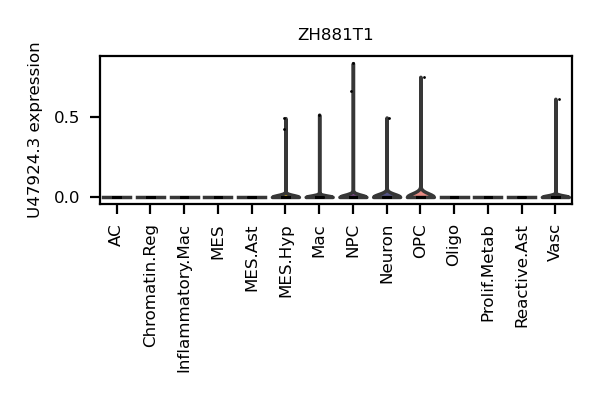 ZH881T1
U47924.3 expression
0.5
0.0
AC
Chromatin.Reg
Inflammatory.Mac
MES
MES.Ast
MES.Hyp
Mac
NPC
Neuron
OPC
Oligo
Prolif.Metab
Reactive.Ast
Vasc